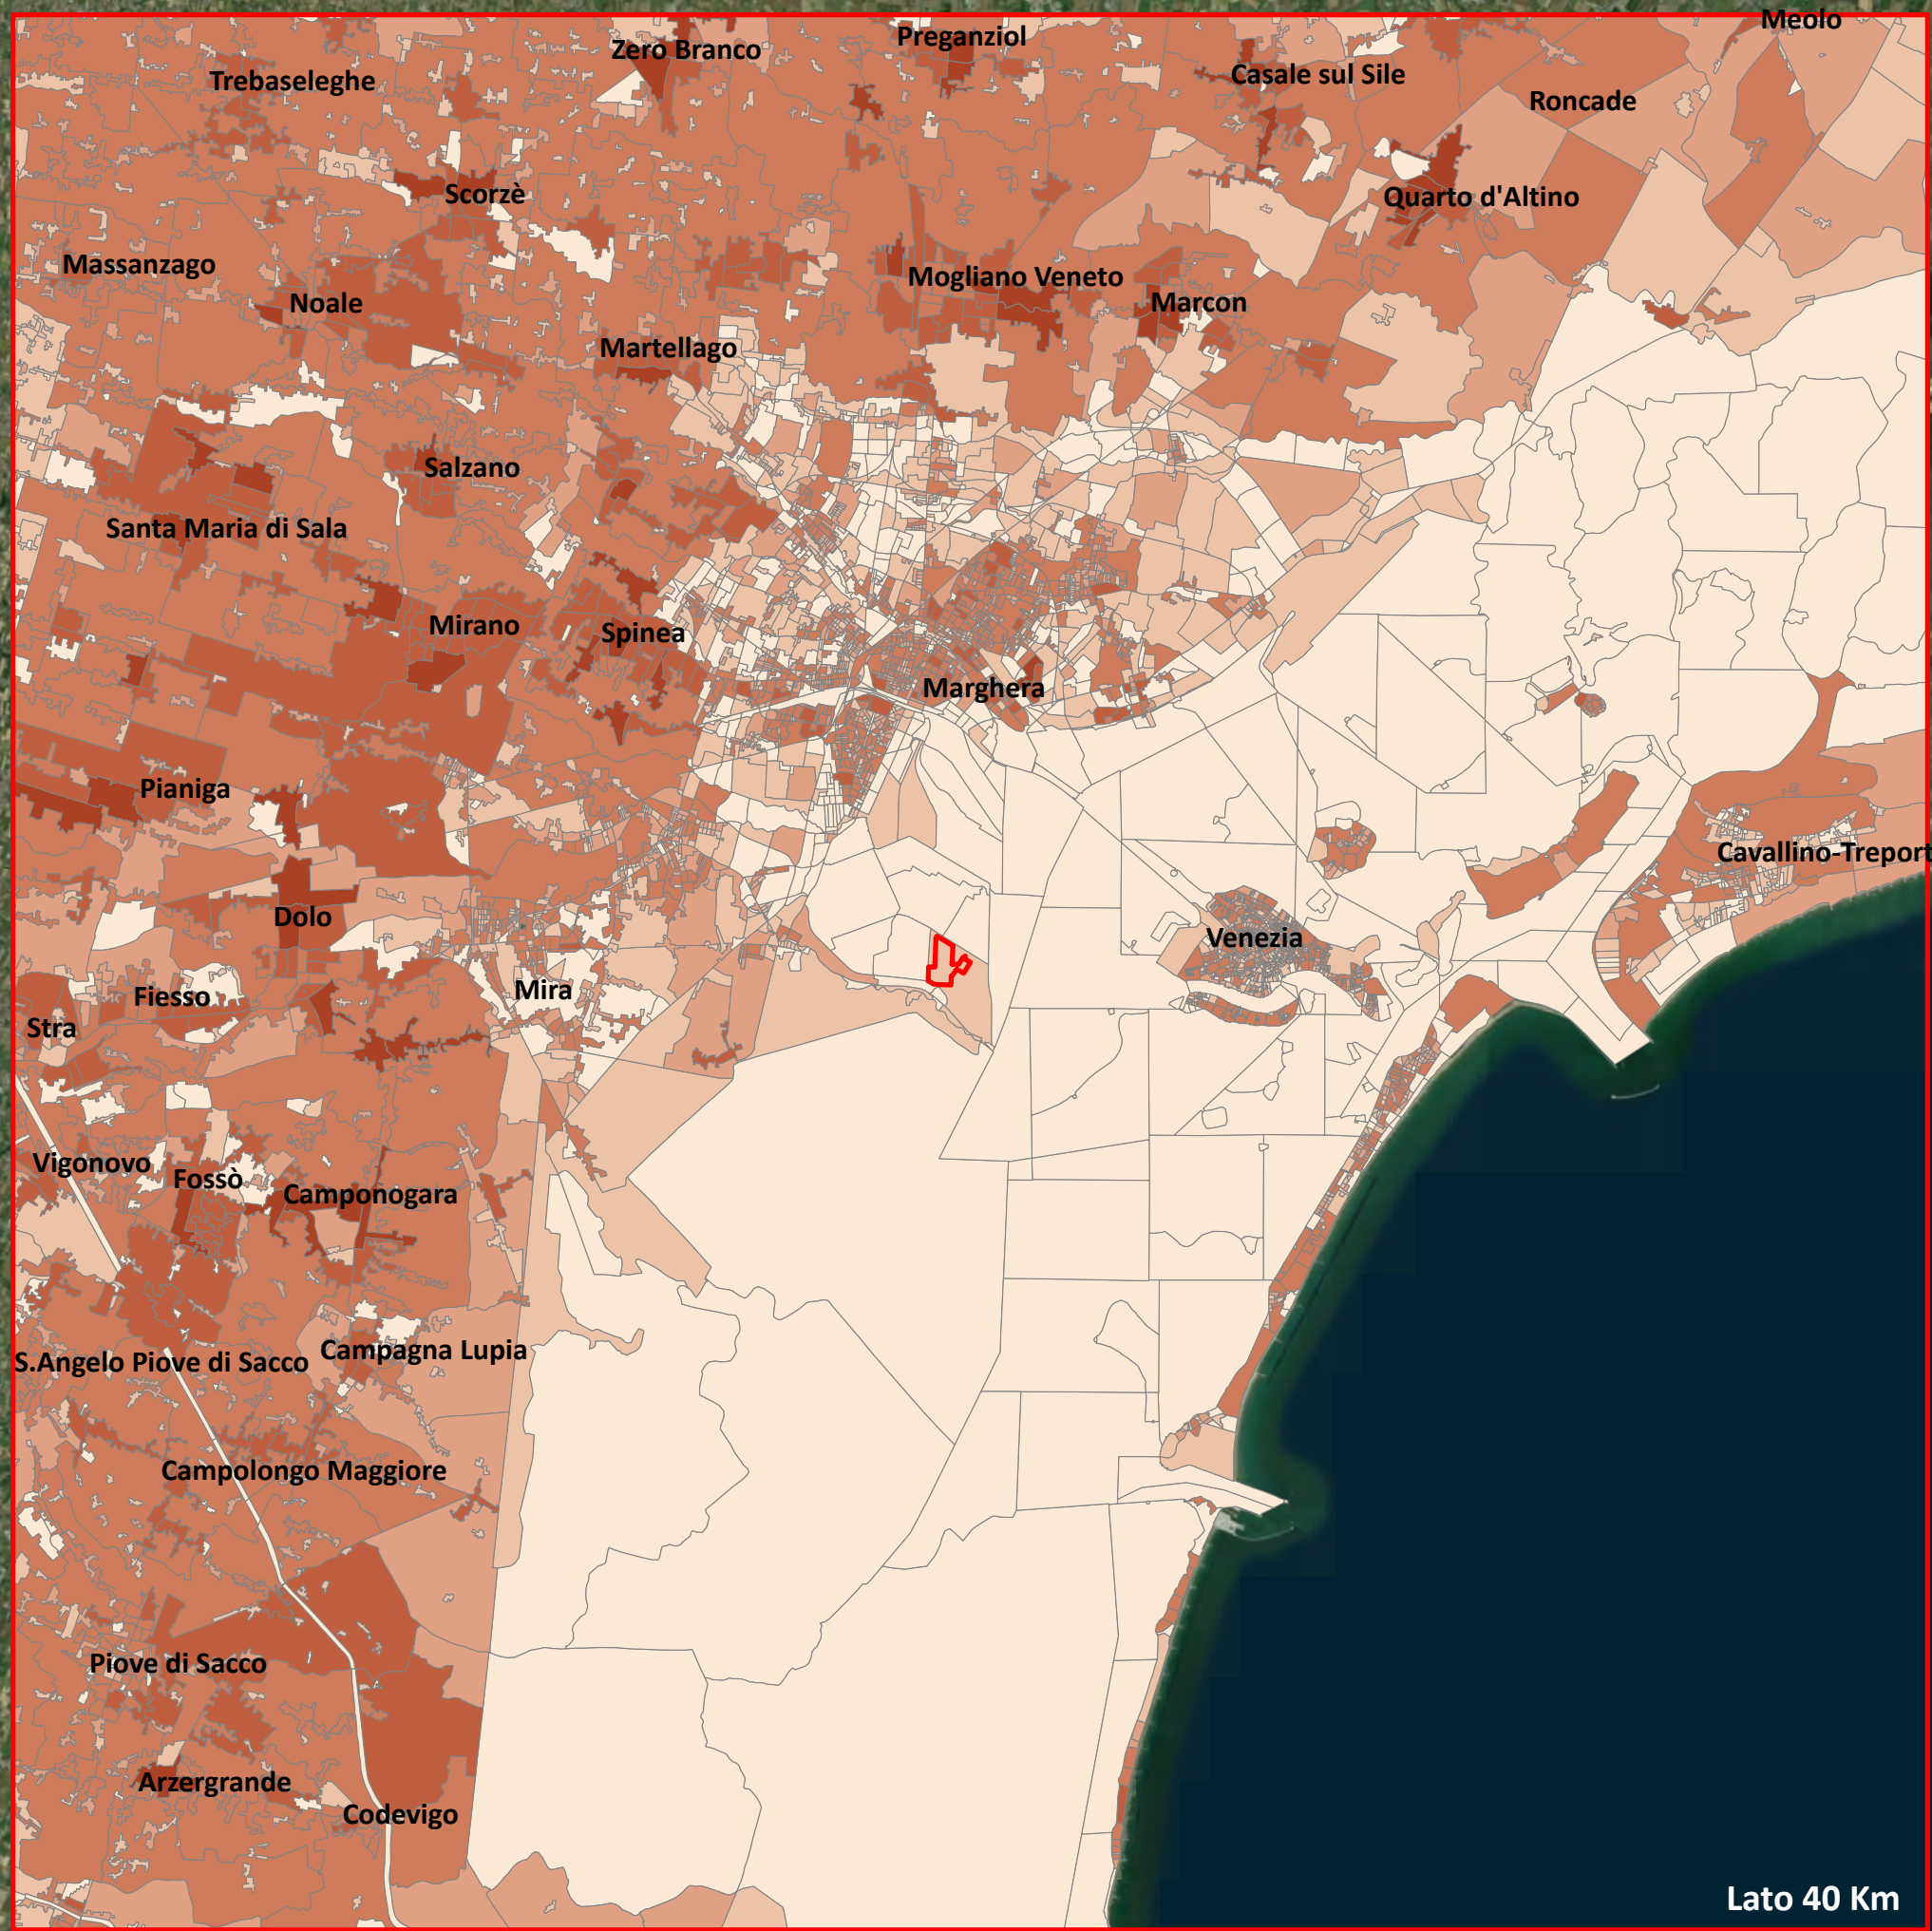 Meolo
Preganziol
Zero Branco
Casale sul Sile
Trebaseleghe
Roncade
Scorzè
Quarto d'Altino
Massanzago
Mogliano Veneto
Noale
Marcon
Martellago
Salzano
Santa Maria di Sala
Mirano
Spinea
Marghera
Pianiga
Cavallino-Treport
Dolo
Venezia
Mira
Fiesso
Stra
Vigonovo
Fossò
Camponogara
Campagna Lupia
S.Angelo Piove di Sacco
Campolongo Maggiore
Piove di Sacco
Arzergrande
Codevigo
Lato 40 Km